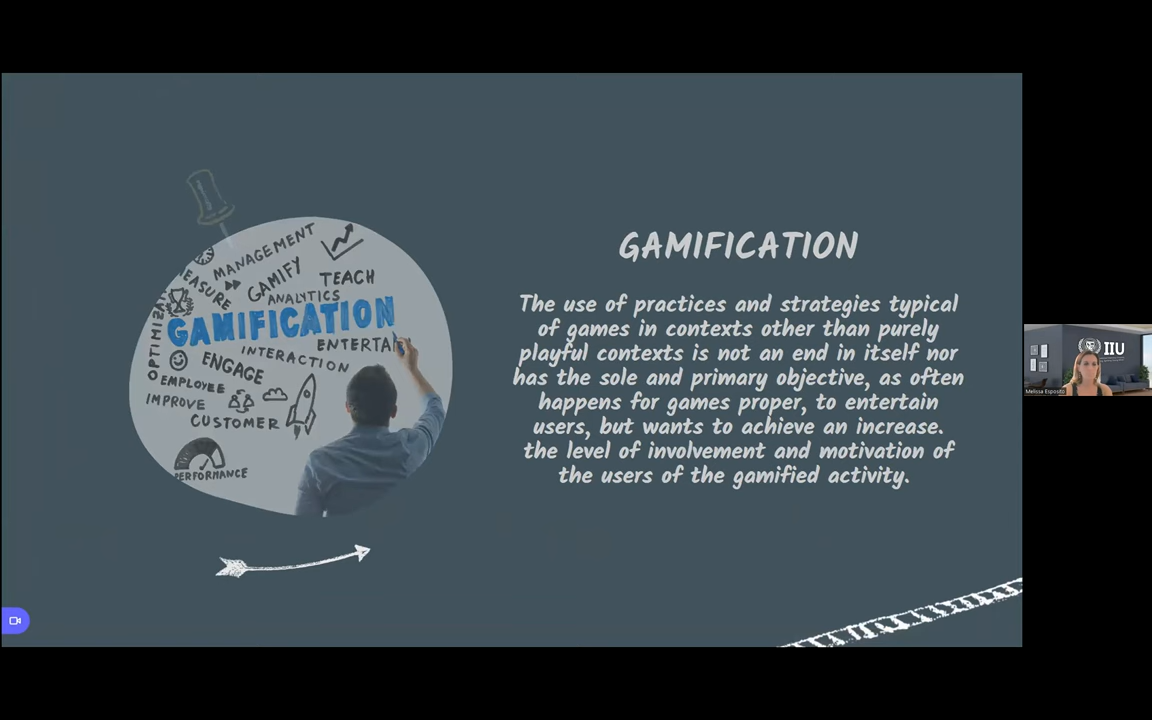 MANAGEMENT
GAMIFY
TEACH
ANALYTICS
GAMIFICATION
INTERACTION
ENGAGE
EMPLOYEE
IMPROVE
CUSTOMER
PERFORMANCE
GAMIFICATION
The use of practices and strategies typical
of games in contexts other than purely
playful contexts is not an end in itself nor
has the sole and primary objective, as often
happens for games proper, to entertain
users, but wants to achieve an increase.
the level of involvement and motivation of
the users of the gamified activity.
IIU
Melissa Esposito